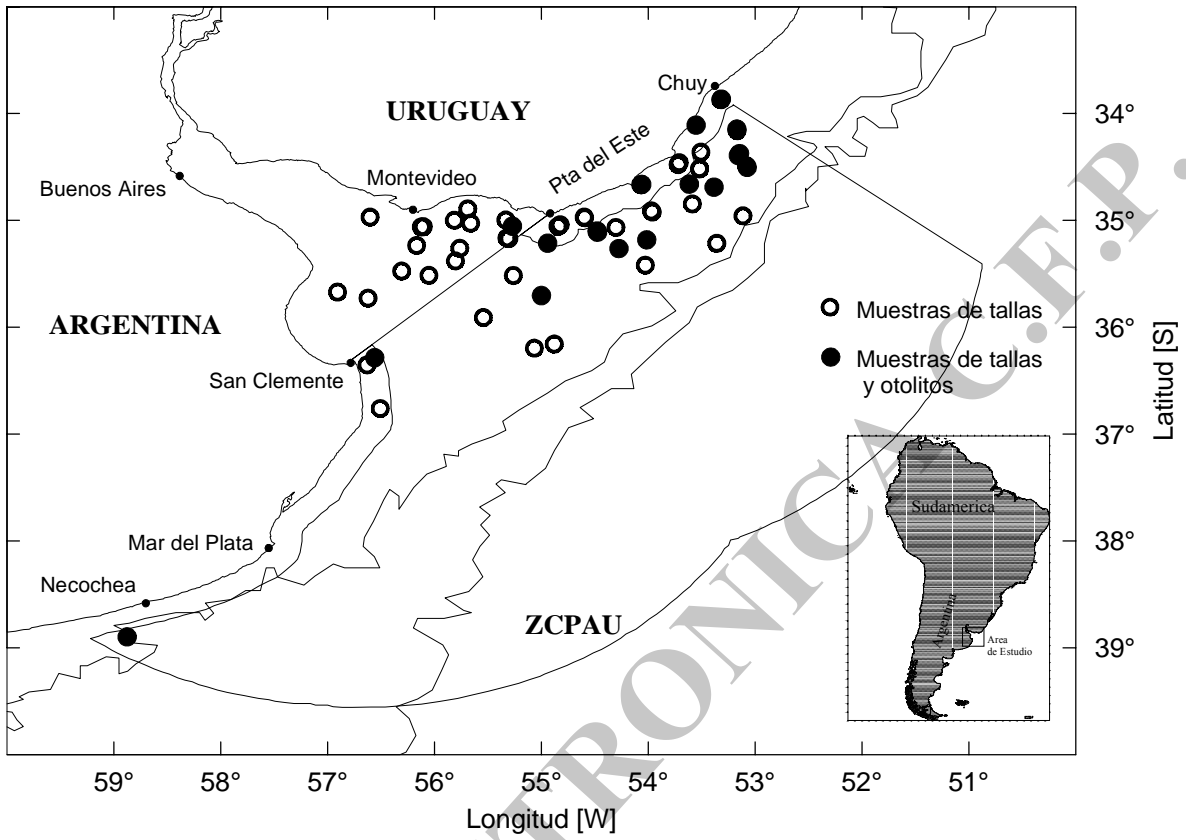 Chuy
URUGUAY
34°
Pta del Este
Buenos Aires
Montevideo
35°
Muestras de tallas
ARGENTINA
36°
Muestras de tallas
y otolitos
San Clemente
Latitud [S]
37°
Sudamerica
Mar del Plata
38°
Necochea
Argentina
ZCPAU
Area
de Estudio
39°
59°
58°
57°
56°
55°
54°
53°
52°
51°
Longitud [W]
TRONICA C.F.P.